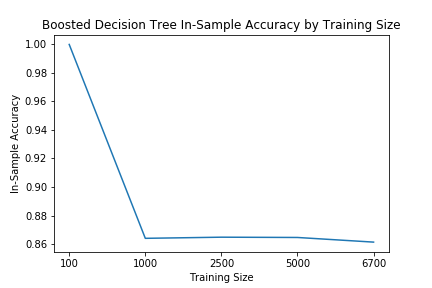 Boosted Decision Tree In-Sample Accuracy by Training Size
1.00
0.98
0.96
0.94
0.92
0.90
0.88
0.86
In-Sample Accuracy
100 1000 2500 5000 6700
Training Size